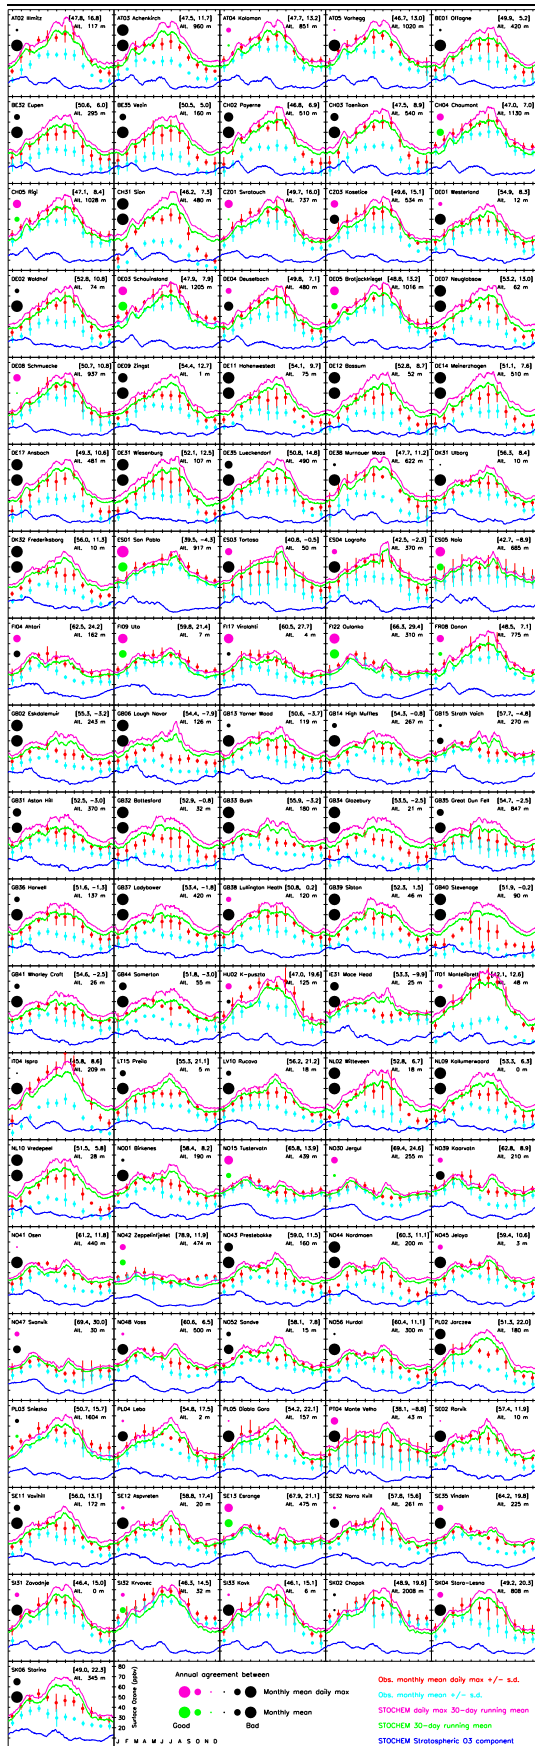 AT02 Illmitz [47.8, 16.8]
Alt. 117 m
AT03 Achenkirch [47.5, 11.7]
Alt. 960 m
AT04 Koloman [47.7, 13.2]
Alt. 851 m
AT05 Vorhegg [46.7, 13.0]
Alt. 1020 m
BE01 Offagne [49.9, 5.2]
Alt. 420 m
BE32 Eupen [50.6, 6.0]
Alt. 295 m
BE35 Vezin [50.5, 5.0]
Alt. 160 m
CH02 Payerne [46.8, 6.9]
Alt. 510 m
CH03 Taenikon [47.5, 8.9]
Alt. 540 m
CH04 Chaumont [47.0, 7.0]
Alt. 1130 m
CH05 Rigi [47.1, 8.4]
Alt. 1028 m
CH31 Sion [46.2, 7.3]
Alt. 480 m
CZ01 Svratouch [49.7, 16.0]
Alt. 737 m
CZ03 Kosetice [49.6, 15.1]
Alt. 534 m
DE01 Westerland [54.9, 8.3]
Alt. 12 m
DE02 Waldhof [52.8, 10.8]
Alt. 74 m
DE03 Schauinsland [47.9, 7.9]
Alt. 1205 m
DE04 Deuselbach [49.8, 7.1]
Alt. 480 m
DE05 Brotjacklriegel [48.8, 13.2]
Alt. 1016 m
DE07 Neuglobsow [53.2, 13.0]
Alt. 62 m
DE08 Schmuecke [50.7, 10.8]
Alt. 937 m
DE09 Zingst [54.4, 12.7]
Alt. 1 m
DE11 Hohenwestedt [54.1, 9.7]
Alt. 75 m
DE12 Bassum [52.8, 8.7]
Alt. 52 m
DE14 Meinerzhagen [51.1, 7.6]
Alt. 510 m
DE17 Ansbach [49.3, 10.6]
Alt. 481 m
DE31 Wiesenburg [52.1, 12.5]
Alt. 107 m
DE35 Lueckendorf [50.8, 14.8]
Alt. 490 m
DE38 Murnauer Moos [47.7, 11.2]
Alt. 622 m
DK31 Ulborg [56.3, 8.4]
Alt. 10 m
DK32 Frederiksborg [56.0, 11.3]
Alt. 10 m
ES01 San Pablo [39.5, -4.3]
Alt. 917 m
ES03 Tortosa [40.8, -0.5]
Alt. 50 m
ES04 Logroño [42.5, -2.3]
Alt. 370 m
ES05 Noia [42.7, -8.9]
Alt. 685 m
FI04 Ahtari [62.5, 24.2]
Alt. 162 m
FI09 Uto [59.8, 21.4]
Alt. 7 m
FI17 Virolahti [60.5, 27.7]
Alt. 4 m
FI22 Oulanka [66.3, 29.4]
Alt. 310 m
FR08 Donon [48.5, 7.1]
Alt. 775 m
GB02 Eskdalemuir [55.3, -3.2]
Alt. 243 m
GB06 Lough Navar [54.4, -7.9]
Alt. 126 m
GB13 Yarner Wood [50.6, -3.7]
Alt. 119 m
GB14 High Muffles [54.3, -0.8]
Alt. 267 m
GB15 Strath Vaich [57.7, -4.8]
Alt. 270 m
GB31 Aston Hill [52.5, -3.0]
Alt. 370 m
GB32 Bottesford [52.9, -0.8]
Alt. 32 m
GB33 Bush [55.9, -3.2]
Alt. 180 m
GB34 Glazebury [53.5, -2.5]
Alt. 21 m
GB35 Great Dun Fell [54.7, -2.5]
Alt. 847 m
GB36 Harwell [51.6, -1.3]
Alt. 137 m
GB37 Ladybower [53.4, -1.8]
Alt. 420 m
GB38 Lullington Heath [50.8, 0.2]
Alt. 120 m
GB39 Sibton [52.3, 1.5]
Alt. 46 m
GB40 Stevenage [51.9, -0.2]
Alt. 90 m
GB41 Wharley Croft [54.6, -2.5]
Alt. 26 m
GB44 Somerton [51.8, -3.0]
Alt. 55 m
HU02 K-puszta [47.0, 19.6]
Alt. 125 m
IE31 Mace Head [53.3, -9.9]
Alt. 25 m
IT01 Montelibretti [42.1, 12.6]
Alt. 48 m
IT04 Ispra [45.8, 8.6]
Alt. 209 m
LT15 Preila [55.3, 21.1]
Alt. 5 m
LV10 Rucava [56.2, 21.2]
Alt. 18 m
NL02 Witteveen [52.8, 6.7]
Alt. 18 m
NL09 Kollumerwaard [53.3, 6.3]
Alt. 0 m
NL10 Vredepeel [51.5, 5.8]
Alt. 28 m
NO01 Birkenes [58.4, 8.2]
Alt. 190 m
NO15 Tustervatn [65.8, 13.9]
Alt. 439 m
NO30 Jergul [69.4, 24.6]
Alt. 255 m
NO39 Kaarvatn [62.8, 8.9]
Alt. 210 m
NO41 Osen [61.2, 11.8]
Alt. 440 m
NO42 Zeppelinfjellet [78.9, 11.9]
Alt. 474 m
NO43 Prestebakke [59.0, 11.5]
Alt. 160 m
NO44 Nordmoen [60.3, 11.1]
Alt. 200 m
NO45 Jeloya [59.4, 10.6]
Alt. 3 m
NO47 Svanvik [69.4, 30.0]
Alt. 30 m
NO48 Voss [60.6, 6.5]
Alt. 500 m
NO52 Sandve [58.1, 7.8]
Alt. 15 m
NO56 Hurdal [60.4, 11.1]
Alt. 300 m
PL02 Jarczew [51.3, 22.0]
Alt. 180 m
PL03 Sniezka [50.7, 15.7]
Alt. 1604 m
PL04 Leba [54.8, 17.5]
Alt. 2 m
PL05 Diabla Gora [54.2, 22.1]
Alt. 157 m
PT04 Monte Velho [38.1, -8.8]
Alt. 43 m
SE02 Rorvik [57.4, 11.9]
Alt. 10 m
SE11 Vavihill [56.0, 13.1]
Alt. 172 m
SE12 Aspvreten [58.8, 17.4]
Alt. 20 m
SE13 Esrange [67.9, 21.1]
Alt. 475 m
SE32 Norra Kvill [57.8, 15.6]
Alt. 261 m
SE35 Vindeln [64.2, 19.8]
Alt. 225 m
SI31 Zavodnje [46.4, 15.0]
Alt. 0 m
SI32 Krvavec [46.3, 14.5]
Alt. 32 m
SI33 Kovk [46.1, 15.1]
Alt. 6 m
SK02 Chopok [48.9, 19.6]
Alt. 2008 m
SK04 Stara-Lesna [49.2, 20.3]
Alt. 808 m
SK06 Starina [49.0, 22.3]
Alt. 345 m
80
70
60
50
40
30
20
10
Surface Ozone (ppbv)
J F M A M J J A S O N D
Annual agreement between
Monthly mean daily max
Monthly mean
Good Bad
Obs. monthly mean daily max +/- s.d.
Obs. monthly mean +/- s.d.
STOCHEM daily max 30-day running mean
STOCHEM 30-day running mean
STOCHEM Stratospheric O3 component